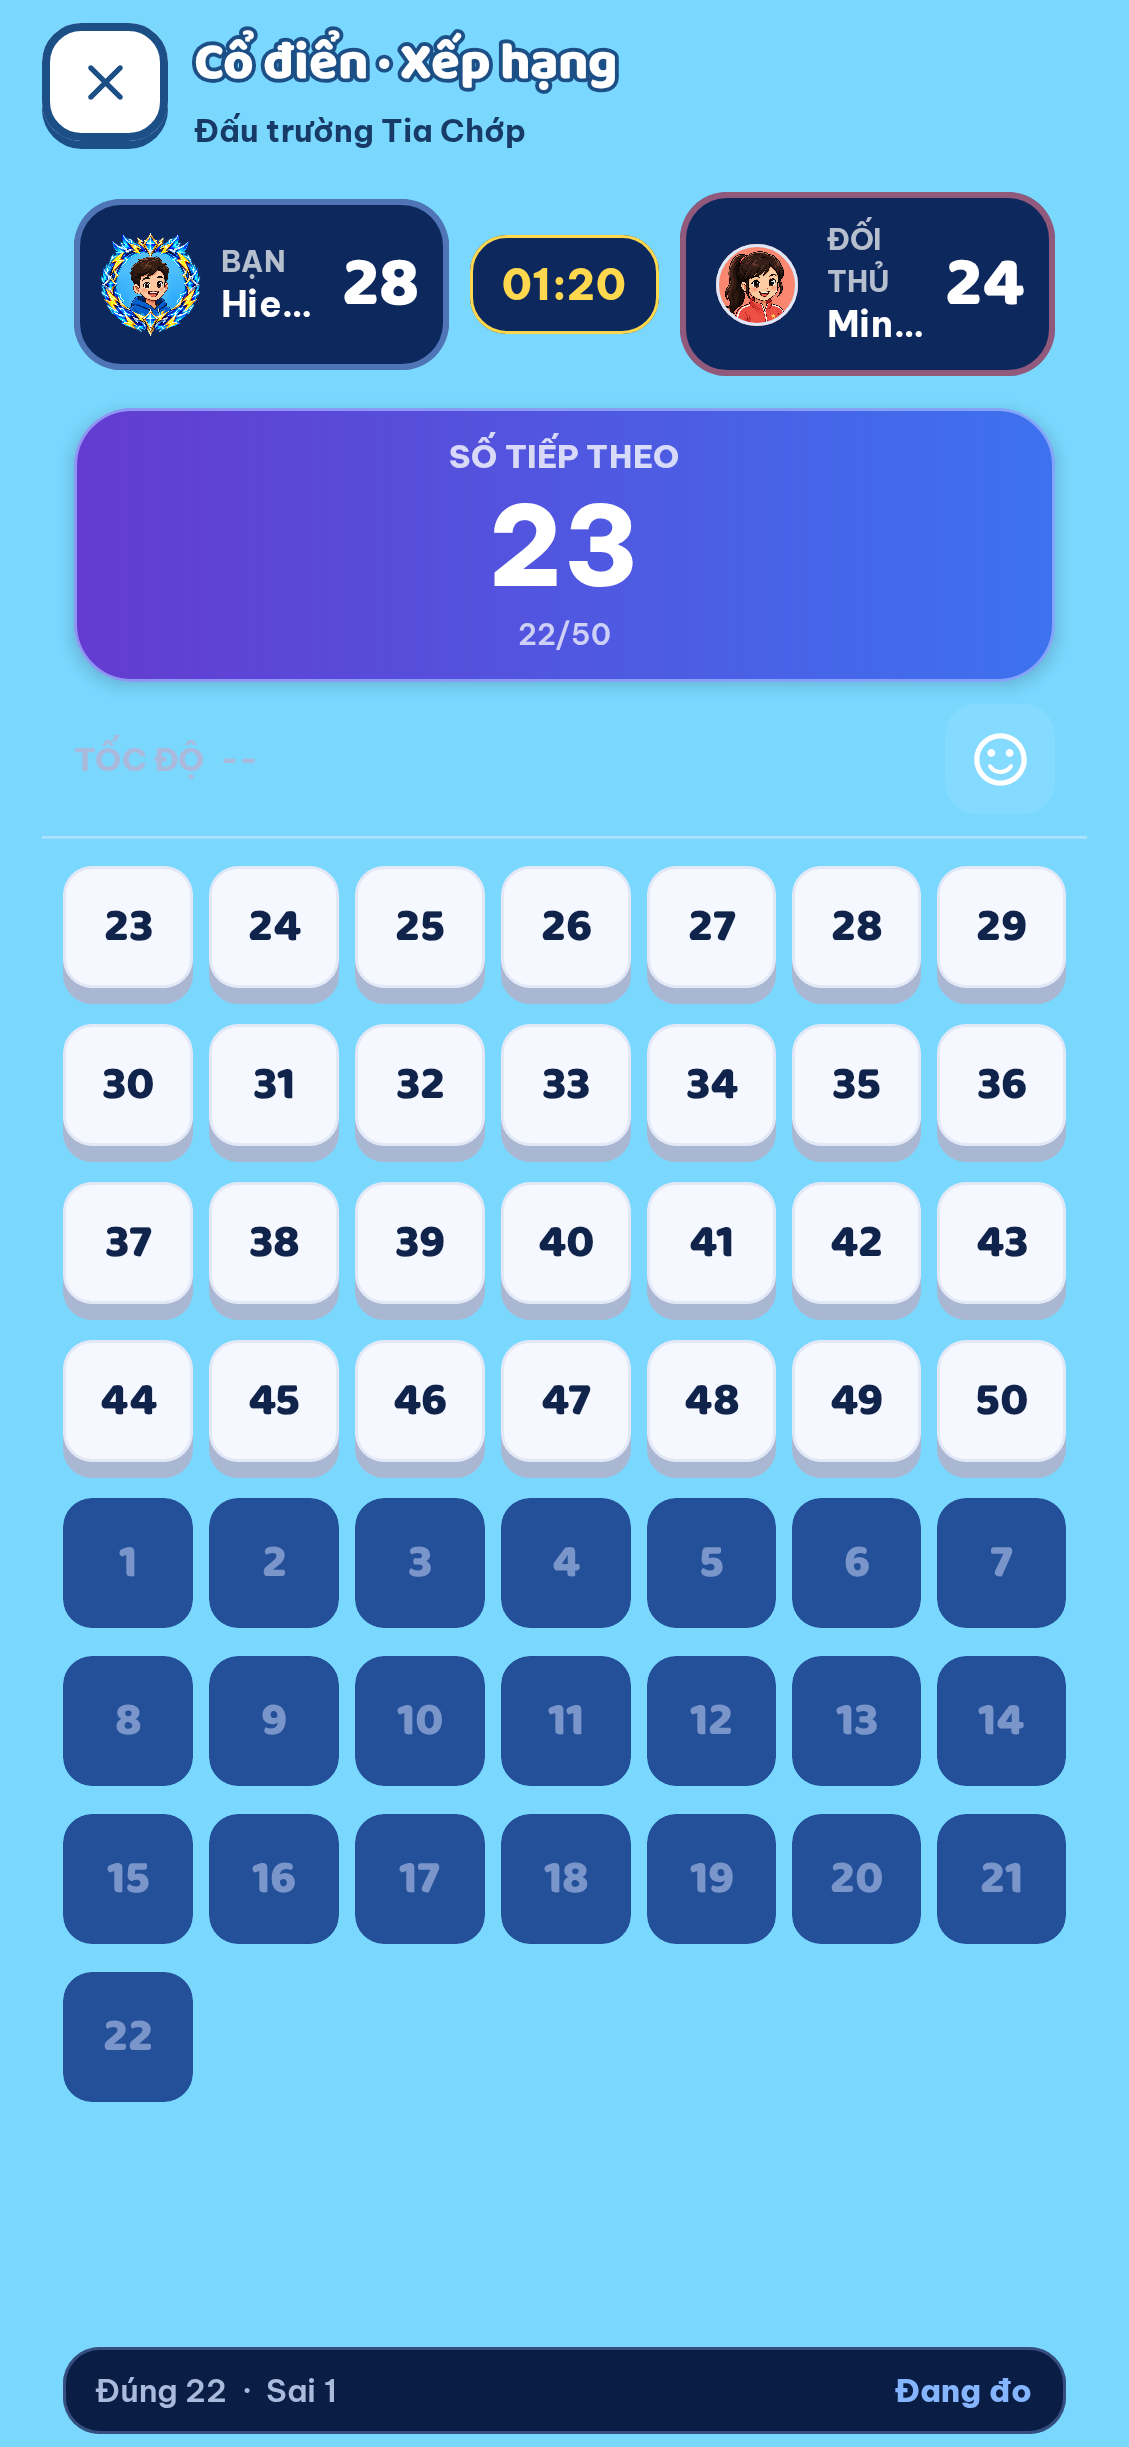 Cổ điển · Xếp hạng
Đấu trường Tia Chớp
BẠN
Hie...
28
01:20
ĐỐI
THỦ
Min...
24
SỐ TIẾP THEO
23
22/50
TỐC ĐỘ --
23 24 25 26 27 28 29
30 31 32 33 34 35 36
37 38 39 40 41 42 43
44 45 46 47 48 49 50
1 2 3 4 5 6 7
8 9 10 11 12 13 14
15 16 17 18 19 20 21
22
Đúng 22 · Sai 1
Đang đo